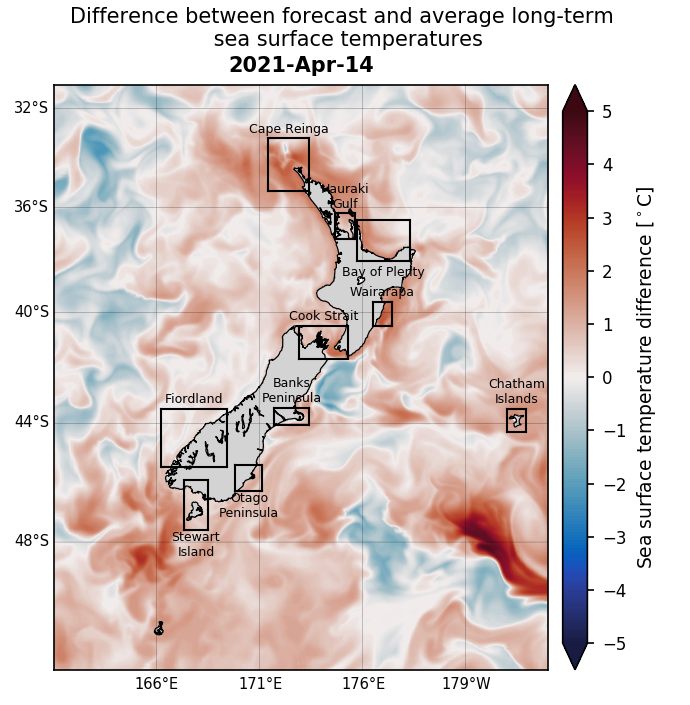 Difference between forecast and average long-term
sea surface temperatures
2021-Apr-14
32°S
36°S
40°S
44°S
48°S
166°E
171°E
176°E
179°W
Cape Reinga
Hauraki
Gulf
Bay of Plenty
Wairarapa
Cook Strait
Banks
Peninsula
Fiordland
Chatham
Islands
Otago
Peninsula
Stewart
Island
5
4
3
2
1
0
−1
−2
−3
−4
−5
Sea surface temperature difference [°C]